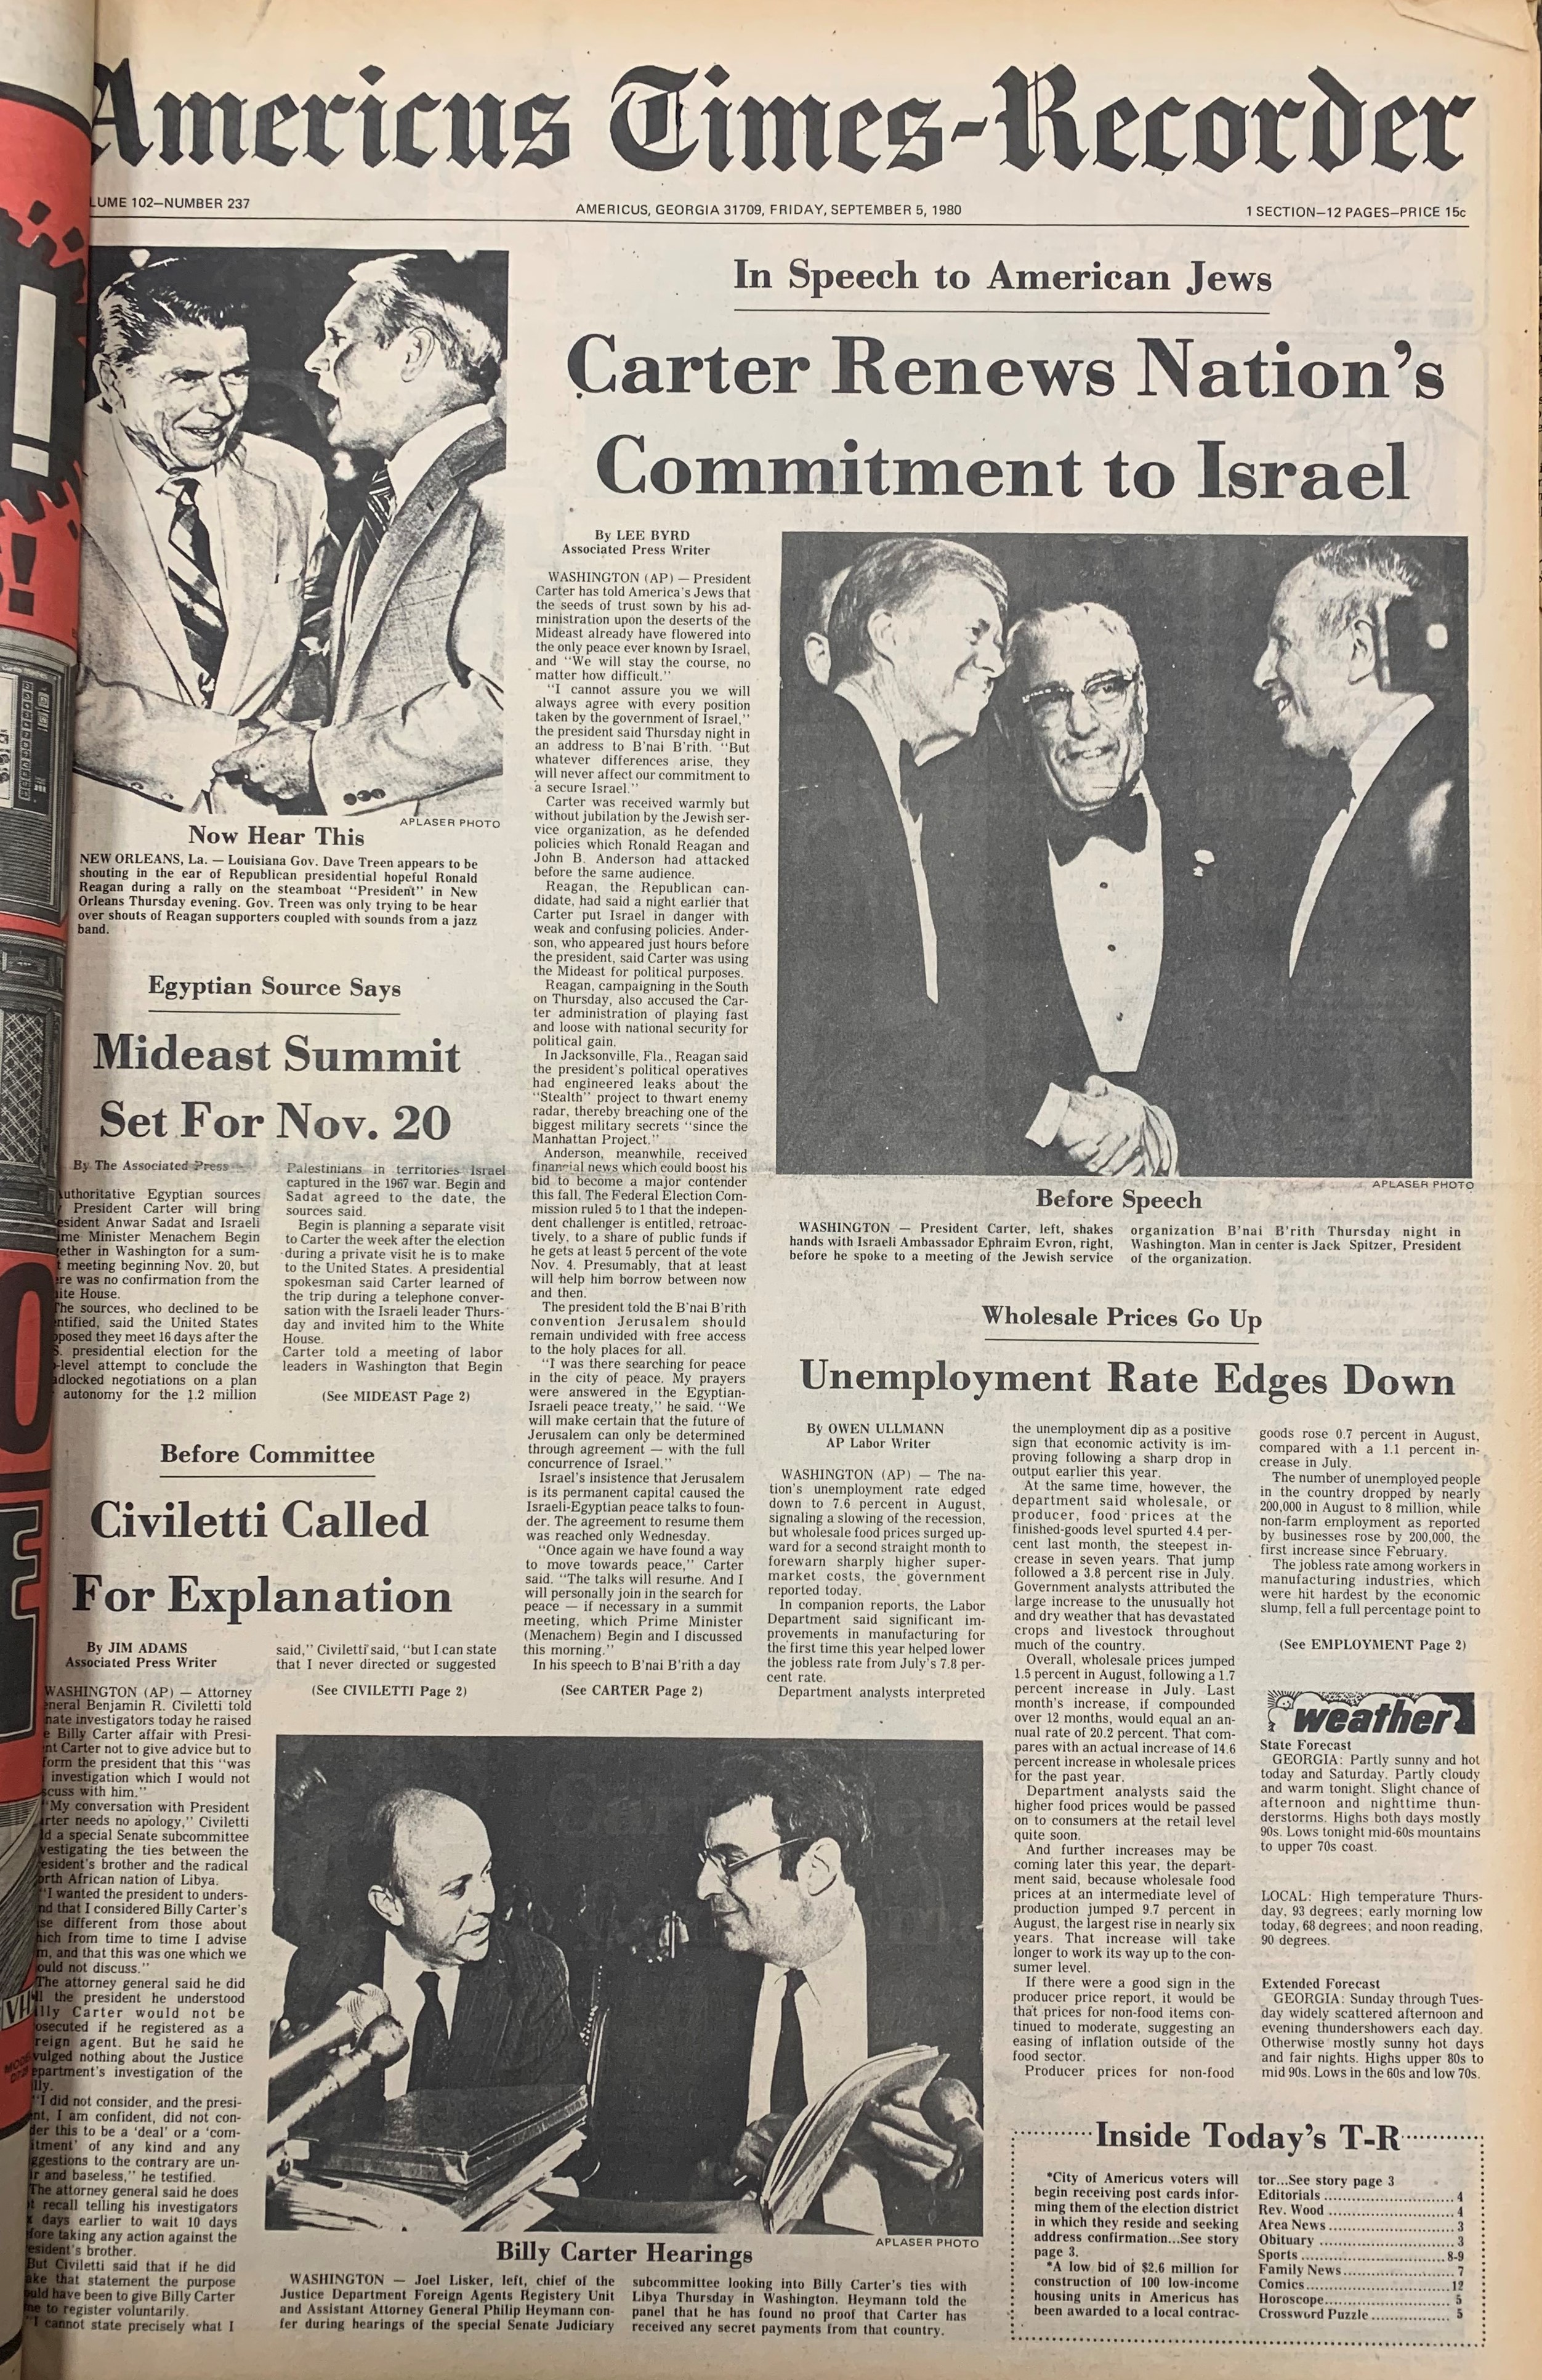 Americus Times-Recorder
LUME 102—NUMBER 237
AMERICUS, GEORGIA 31709, FRIDAY, SEPTEMBER 5, 1980
1 SECTION—12 PAGES—PRICE 15c
APLASER PHOTO
Now Hear This
NEW ORLEANS, La. — Louisiana Gov. Dave Treen appears to be
shouting in the ear of Republican presidential hopeful Ronald
Reagan during a rally on the steamboat "President" in New
Orleans Thursday evening. Gov. Treen was only trying to be hear
over shouts of Reagan supporters coupled with sounds from a jazz
band.
Egyptian Source Says
Mideast Summit
Set For Nov. 20
By The Associated Press
uthoritative Egyptian sources
President Carter will bring
esident Anwar Sadat and Israeli
me Minister Menachem Begin
ether in Washington for a sum-
t meeting beginning Nov. 20, but
re was no confirmation from the
ite House.
The sources, who declined to be
ntified, said the United States
posed they meet 16 days after the
S. presidential election for the
-level attempt to conclude the
adlocked negotiations on a plan
autonomy for the 1.2 million
Palestinians in territories Israel
captured in the 1967 war. Begin and
Sadat agreed to the date, the
sources said.
Begin is planning a separate visit
to Carter the week after the election
during a private visit he is to make
to the United States. A presidential
spokesman said Carter learned of
the trip during a telephone conver-
sation with the Israeli leader Thurs-
day and invited him to the White
House.
Carter told a meeting of labor
leaders in Washington that Begin
(See MIDEAST Page 2)
Before Committee
Civiletti Called
For Explanation
By JIM ADAMS
Associated Press Writer
WASHINGTON (AP) — Attorney
eneral Benjamin R. Civiletti told
nate investigators today he raised
e Billy Carter affair with Presi-
nt Carter not to give advice but to
form the president that this "was
investigation which I would not
scuss with him."
"My conversation with President
arter needs no apology," Civiletti
ld a special Senate subcommittee
vestigating the ties between the
esident's brother and the radical
orth African nation of Libya.
"I wanted the president to unders-
nd that I considered Billy Carter's
se different from those about
hich from time to time I advise
m, and that this was one which we
ould not discuss."
The attorney general said he did
ll the president he understood
illy Carter would not be
osecuted if he registered as a
reign agent. But he said he
vulged nothing about the Justice
epartment's investigation of the
lly.
"I did not consider, and the presi-
nt, I am confident, did not con-
der this to be a 'deal' or a 'com-
itment' of any kind and any
ggestions to the contrary are un-
ir and baseless," he testified.
The attorney general said he does
t recall telling his investigators
x days earlier to wait 10 days
fore taking any action against the
esident's brother.
But Civiletti said that if he did
ake that statement the purpose
ould have been to give Billy Carter
me to register voluntarily.
"I cannot state precisely what I
said," Civiletti said, "but I can state
that I never directed or suggested
(See CIVILETTI Page 2)
In Speech to American Jews
Carter Renews Nation's
Commitment to Israel
By LEE BYRD
Associated Press Writer
WASHINGTON (AP) — President
Carter has told America's Jews that
the seeds of trust sown by his ad-
ministration upon the deserts of the
Mideast already have flowered into
the only peace ever known by Israel,
and "We will stay the course, no
matter how difficult."
"I cannot assure you we will
always agree with every position
taken by the government of Israel,"
the president said Thursday night in
an address to B'nai B'rith. "But
whatever differences arise, they
will never affect our commitment to
a secure Israel."
Carter was received warmly but
without jubilation by the Jewish ser-
vice organization, as he defended
policies which Ronald Reagan and
John B. Anderson had attacked
before the same audience.
Reagan, the Republican can-
didate, had said a night earlier that
Carter put Israel in danger with
weak and confusing policies. Ander-
son, who appeared just hours before
the president, said Carter was using
the Mideast for political purposes.
Reagan, campaigning in the South
on Thursday, also accused the Car-
ter administration of playing fast
and loose with national security for
political gain.
In Jacksonville, Fla., Reagan said
the president's political operatives
had engineered leaks about the
"Stealth" project to thwart enemy
radar, thereby breaching one of the
biggest military secrets "since the
Manhattan Project."
Anderson, meanwhile, received
financial news which could boost his
bid to become a major contender
this fall. The Federal Election Com-
mission ruled 5 to 1 that the indepen-
dent challenger is entitled, retroac-
tively, to a share of public funds if
he gets at least 5 percent of the vote
Nov. 4. Presumably, that at least
will help him borrow between now
and then.
The president told the B'nai B'rith
convention Jerusalem should
remain undivided with free access
to the holy places for all.
"I was there searching for peace
in the city of peace. My prayers
were answered in the Egyptian-
Israeli peace treaty," he said. "We
will make certain that the future of
Jerusalem can only be determined
through agreement — with the full
concurrence of Israel."
Israel's insistence that Jerusalem
is its permanent capital caused the
Israeli-Egyptian peace talks to foun-
der. The agreement to resume them
was reached only Wednesday.
"Once again we have found a way
to move towards peace," Carter
said. "The talks will resume. And I
will personally join in the search for
peace — if necessary in a summit
meeting, which Prime Minister
(Menachem) Begin and I discussed
this morning."
In his speech to B'nai B'rith a day
(See CARTER Page 2)
APLASER PHOTO
Before Speech
WASHINGTON — President Carter, left, shakes
hands with Israeli Ambassador Ephraim Evron, right,
before he spoke to a meeting of the Jewish service
organization B'nai B'rith Thursday night in
Washington. Man in center is Jack Spitzer, President
of the organization.
Wholesale Prices Go Up
Unemployment Rate Edges Down
By OWEN ULLMANN
AP Labor Writer
WASHINGTON (AP) — The na-
tion's unemployment rate edged
down to 7.6 percent in August,
signaling a slowing of the recession,
but wholesale food prices surged up-
ward for a second straight month to
forewarn sharply higher super-
market costs, the government
reported today.
In companion reports, the Labor
Department said significant im-
provements in manufacturing for
the first time this year helped lower
the jobless rate from July's 7.8 per-
cent rate.
Department analysts interpreted
the unemployment dip as a positive
sign that economic activity is im-
proving following a sharp drop in
output earlier this year.
At the same time, however, the
department said wholesale, or
producer, food prices at the
finished-goods level spurted 4.4 per-
cent last month, the steepest in-
crease in seven years. That jump
followed a 3.8 percent rise in July.
Government analysts attributed the
large increase to the unusually hot
and dry weather that has devastated
crops and livestock throughout
much of the country.
Overall, wholesale prices jumped
1.5 percent in August, following a 1.7
percent increase in July. Last
month's increase, if compounded
over 12 months, would equal an an-
nual rate of 20.2 percent. That com-
pares with an actual increase of 14.6
percent increase in wholesale prices
for the past year.
Department analysts said the
higher food prices would be passed
on to consumers at the retail level
quite soon.
And further increases may be
coming later this year, the depart-
ment said, because wholesale food
prices at an intermediate level of
production jumped 9.7 percent in
August, the largest rise in nearly six
years. That increase will take
longer to work its way up to the con-
sumer level.
If there were a good sign in the
producer price report, it would be
that prices for non-food items con-
tinued to moderate, suggesting an
easing of inflation outside of the
food sector.
Producer prices for non-food
goods rose 0.7 percent in August,
compared with a 1.1 percent in-
crease in July.
The number of unemployed people
in the country dropped by nearly
200,000 in August to 8 million, while
non-farm employment as reported
by businesses rose by 200,000, the
first increase since February.
The jobless rate among workers in
manufacturing industries, which
were hit hardest by the economic
slump, fell a full percentage point to
(See EMPLOYMENT Page 2)
weather
State Forecast
GEORGIA: Partly sunny and hot
today and Saturday. Partly cloudy
and warm tonight. Slight chance of
afternoon and nighttime thun-
derstorms. Highs both days mostly
90s. Lows tonight mid-60s mountains
to upper 70s coast.
LOCAL: High temperature Thurs-
day, 93 degrees; early morning low
today, 68 degrees; and noon reading,
90 degrees.
Extended Forecast
GEORGIA: Sunday through Tues-
day widely scattered afternoon and
evening thundershowers each day.
Otherwise mostly sunny hot days
and fair nights. Highs upper 80s to
mid 90s. Lows in the 60s and low 70s.
APLASER PHOTO
Billy Carter Hearings
WASHINGTON — Joel Lisker, left, chief of the
Justice Department Foreign Agents Registery Unit
and Assistant Attorney General Philip Heymann con-
fer during hearings of the special Senate Judiciary
subcommittee looking into Billy Carter's ties with
Libya Thursday in Washington. Heymann told the
panel that he has found no proof that Carter has
received any secret payments from that country.
Inside Today's T-R
*City of Americus voters will
begin receiving post cards infor-
ming them of the election district
in which they reside and seeking
address confirmation...See story
page 3.
*A low bid of $2.6 million for
construction of 100 low-income
housing units in Americus has
been awarded to a local contrac-
tor...See story page 3
Editorials 4
Rev. Wood 4
Area News 3
Obituary 3
Sports 8-9
Family News 7
Comics 12
Horoscope 5
Crossword Puzzle 5